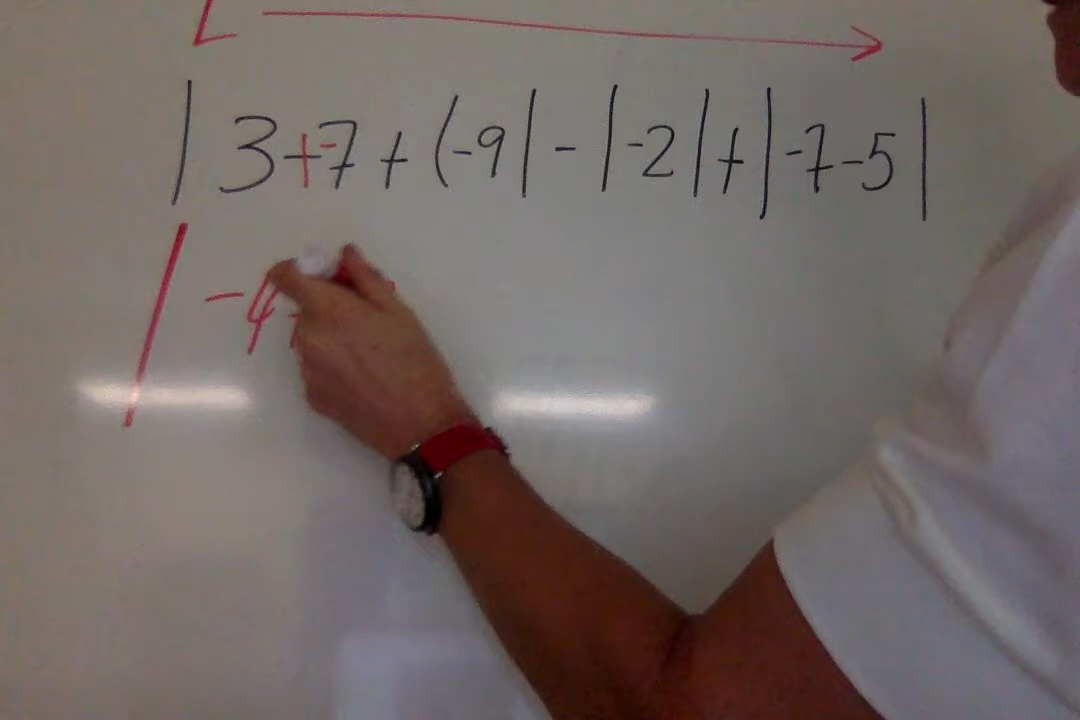 | 3+-7 + (-9| - |-2| + |-7-5|
| -4